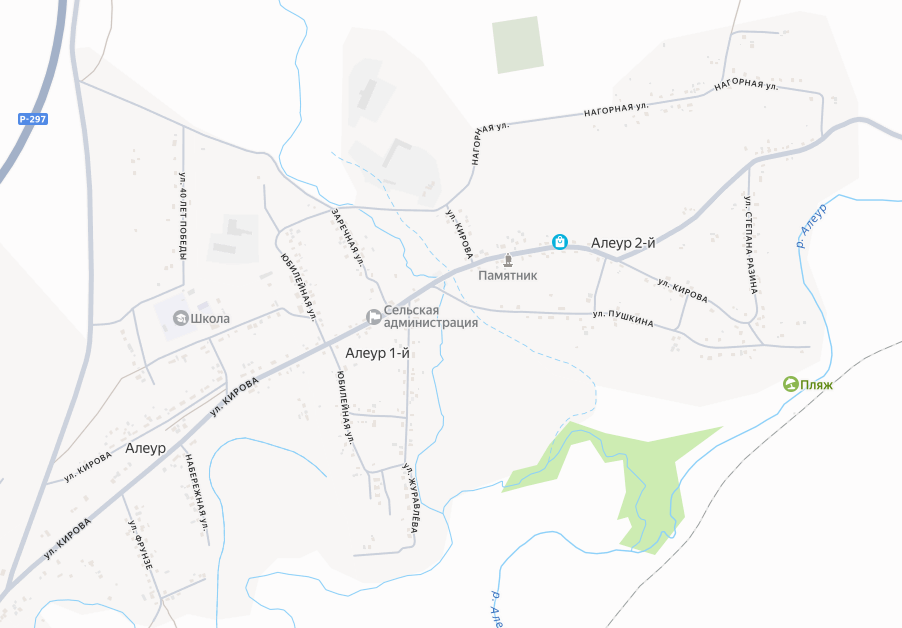 НАГОРНАЯ ул.
НАГОРНАЯ ул.
Р-297
НАГОРНАЯ ул.
ул. 40 ЛЕТ ПОБЕДЫ
ЗАРЕЧНАЯ ул.
ул. КИРОВА
ул. СТЕПАНА РАЗИНА
р. Алеур
Алеур 2-й
ЮБИЛЕЙНАЯ ул.
Памятник
ул. КИРОВА
Школа
Сельская
администрация
ул. ПУШКИНА
Алеур 1-й
Пляж
ул. КИРОВА
ЮБИЛЕЙНАЯ ул.
Алеур
ул. КИРОВА
НАБЕРЕЖНАЯ ул.
ул. ЖУРАВЛЁВА
ул. КИРОВА
ул. ФРУНЗЕ
р. Але